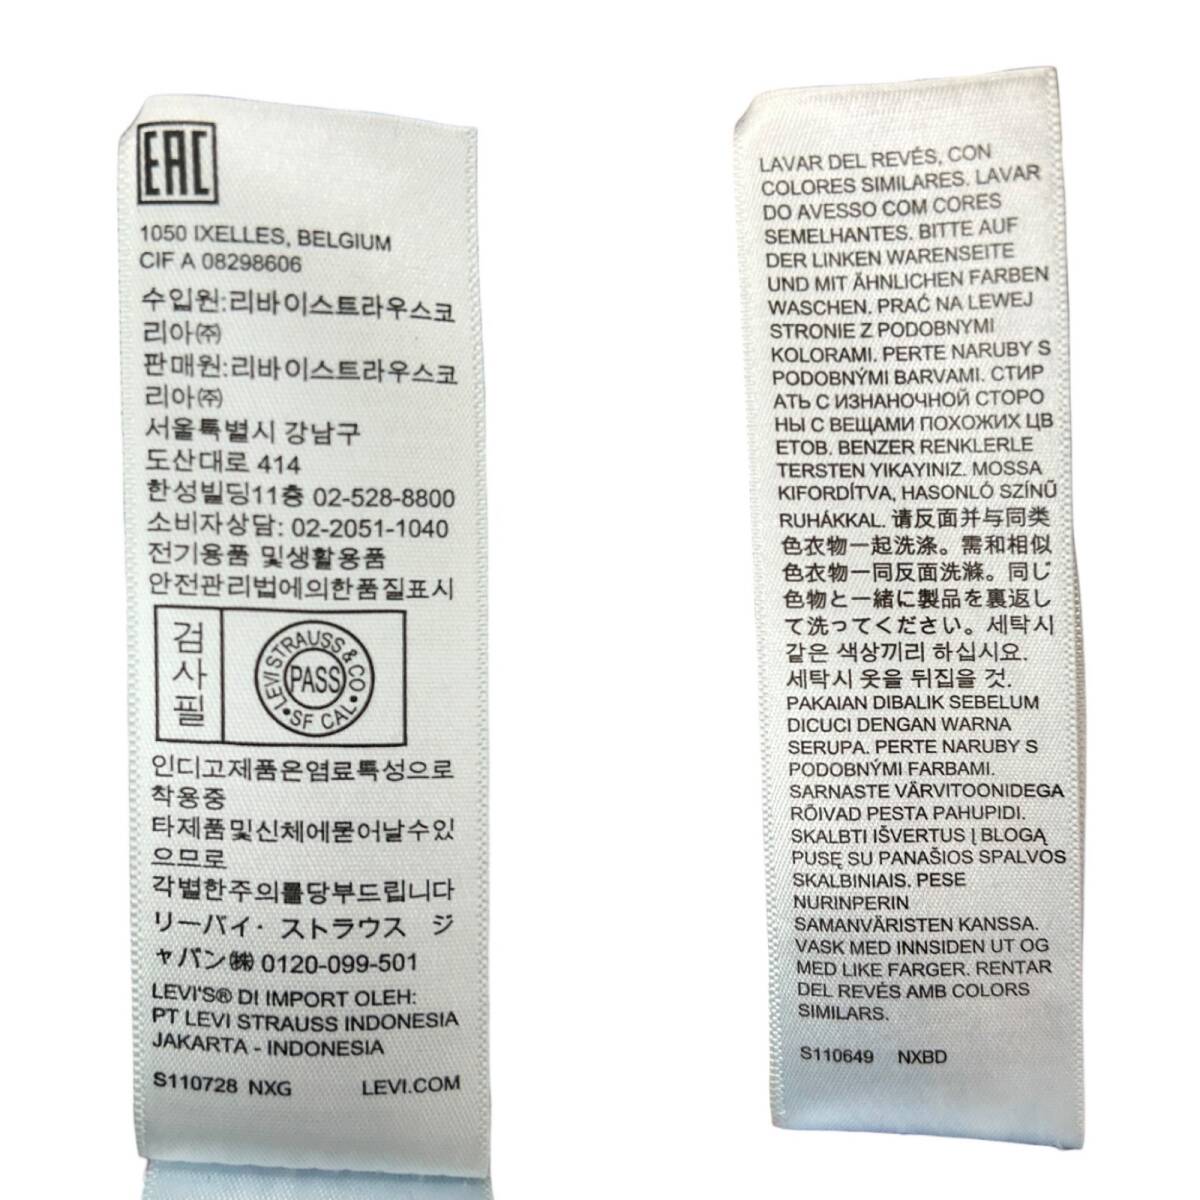 EAC
1050 IXELLES, BELGIUM
CIF A 08298606
수입원:리바이스트라우스코
리아㈜
판매원:리바이스트라우스코
리아㈜
서울특별시 강남구
도산대로 414
한성빌딩11층 02-528-8800
소비자상담: 02-2051-1040
전기용품 및生활용품
안전관리법에의한품질표시
검
사
필
LEVI STRAUSS & CO
PASS
SF CAL
인디고제품은염료특성으로
착용중
타제품및신체에묻어날수있
으므로
각별한주의를당부드립니다
リーバイ・ストラウス ジ
ャパン㈱ 0120-099-501
LEVI'S® DI IMPORT OLEH:
PT LEVI STRAUSS INDONESIA
JAKARTA - INDONESIA
S110728 NXG LEVI.COM
LAVAR DEL REVÉS, CON
COLORES SIMILARES. LAVAR
DO AVESSO COM CORES
SEMELHANTES. BITTE AUF
DER LINKEN WARENSEITE
UND MIT ÄHNLICHEN FARBEN
WASCHEN. PRAĆ NA LEWEJ
STRONIE Z PODOBNYMI
KOLORAMI. PERTE NARUBY S
PODOBNÝMI BARVAMI. СТИР
АТЬ С ИЗНАНОЧНОЙ СТОРО
НЫ С ВЕЩАМИ ПОХОЖИХ ЦВ
ЕТОВ. BENZER RENKLERLE
TERSTEN YIKAYINIZ. MOSSA
KIFORDÍTVA, HASONLÓ SZÍNŰ
RUHÁKKAL. 请反面并与同类
色衣物一起洗涤。需和相似
色衣物一同反面洗滌。同じ
色物と一緒に製品を裏返し
て洗ってください。세탁시
같은 색상끼리 하십시요.
세탁시 옷을 뒤집을 것.
PAKAIAN DIBALIK SEBELUM
DICUCI DENGAN WARNA
SERUPA. PERTE NARUBY S
PODOBNÝMI FARBAMI.
SARNASTE VÄRVITOONIDEGA
RÕIVAD PESTA PAHUPIDI.
SKALBTI IŠVERTUS Į BLOGĄ
PUSĘ SU PANAŠIOS SPALVOS
SKALBINIAIS. PESE
NURINPERIN
SAMANVÄRISTEN KANSSA.
VASK MED INNSIDEN UT OG
MED LIKE FARGER. RENTAR
DEL REVÉS AMB COLORS
SIMILARS.
S110649 NXBD